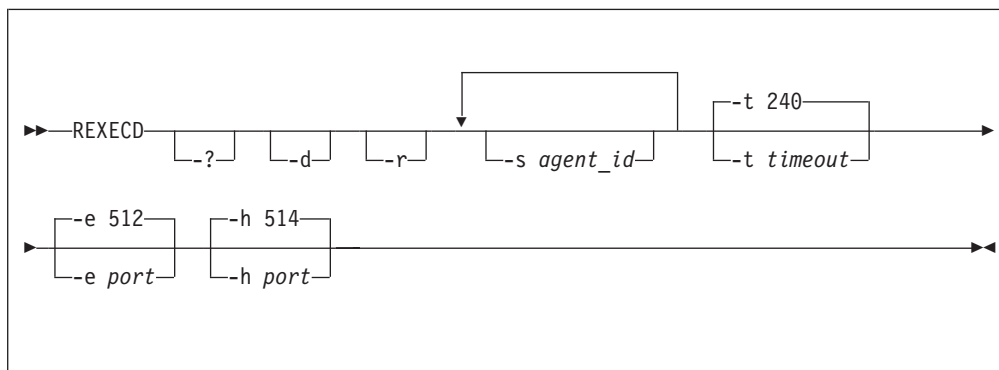 -t 240
REXECD
-?
-d
-r
-s agent_id
-t timeout
-e 512
-h 514
-e port
-h port